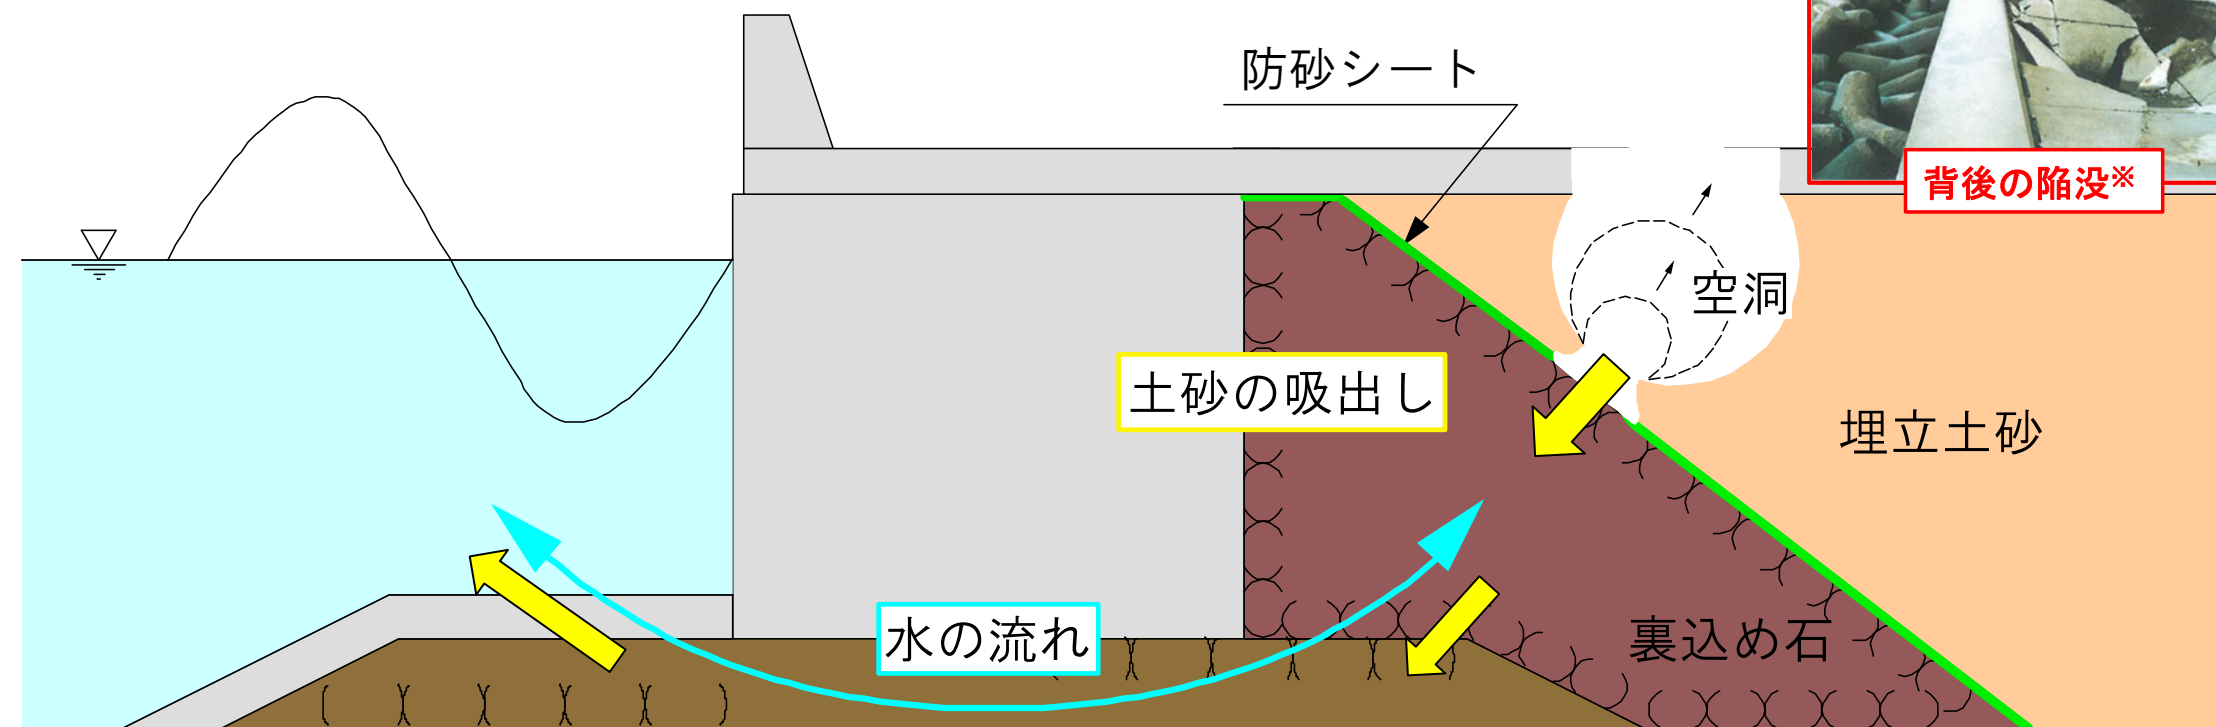 防砂シート
背後の陥没※
空洞
土砂の吸出し
埋立土砂
水の流れ
裏込め石